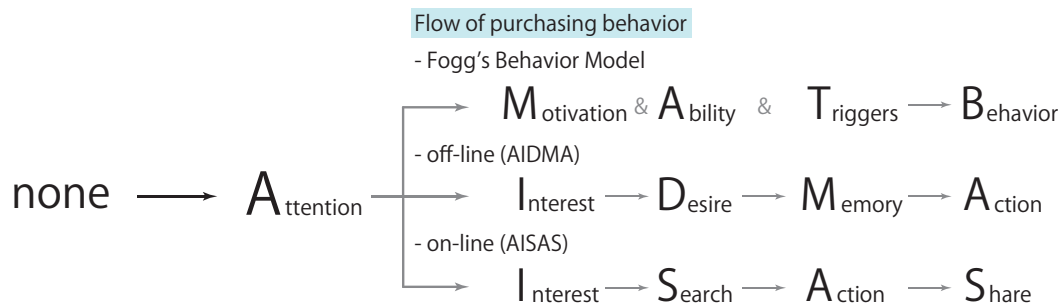 Flow of purchasing behavior
- Fogg's Behavior Model
Motivation & Ability & Triggers Behavior
- off-line (AIDMA)
none Attention Interest Desire Memory Action
- on-line (AISAS)
Interest Search Action Share